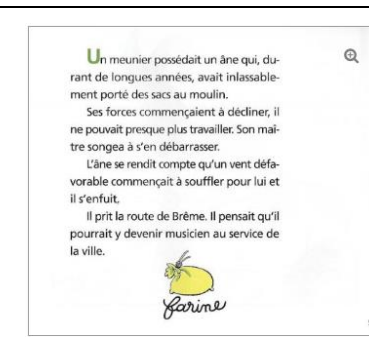 Un meunier possédait un âne qui, du-
rant de longues années, avait inlassable-
ment porté des sacs au moulin.
Ses forces commençaient à décliner, il
ne pouvait presque plus travailler. Son maî-
tre songea à s'en débarrasser.
L'âne se rendit compte qu'un vent défa-
vorable commençait à souffler pour lui et
il s'enfuit.
Il prit la route de Brême. Il pensait qu'il
pourrait y devenir musicien au service de
la ville.
farine